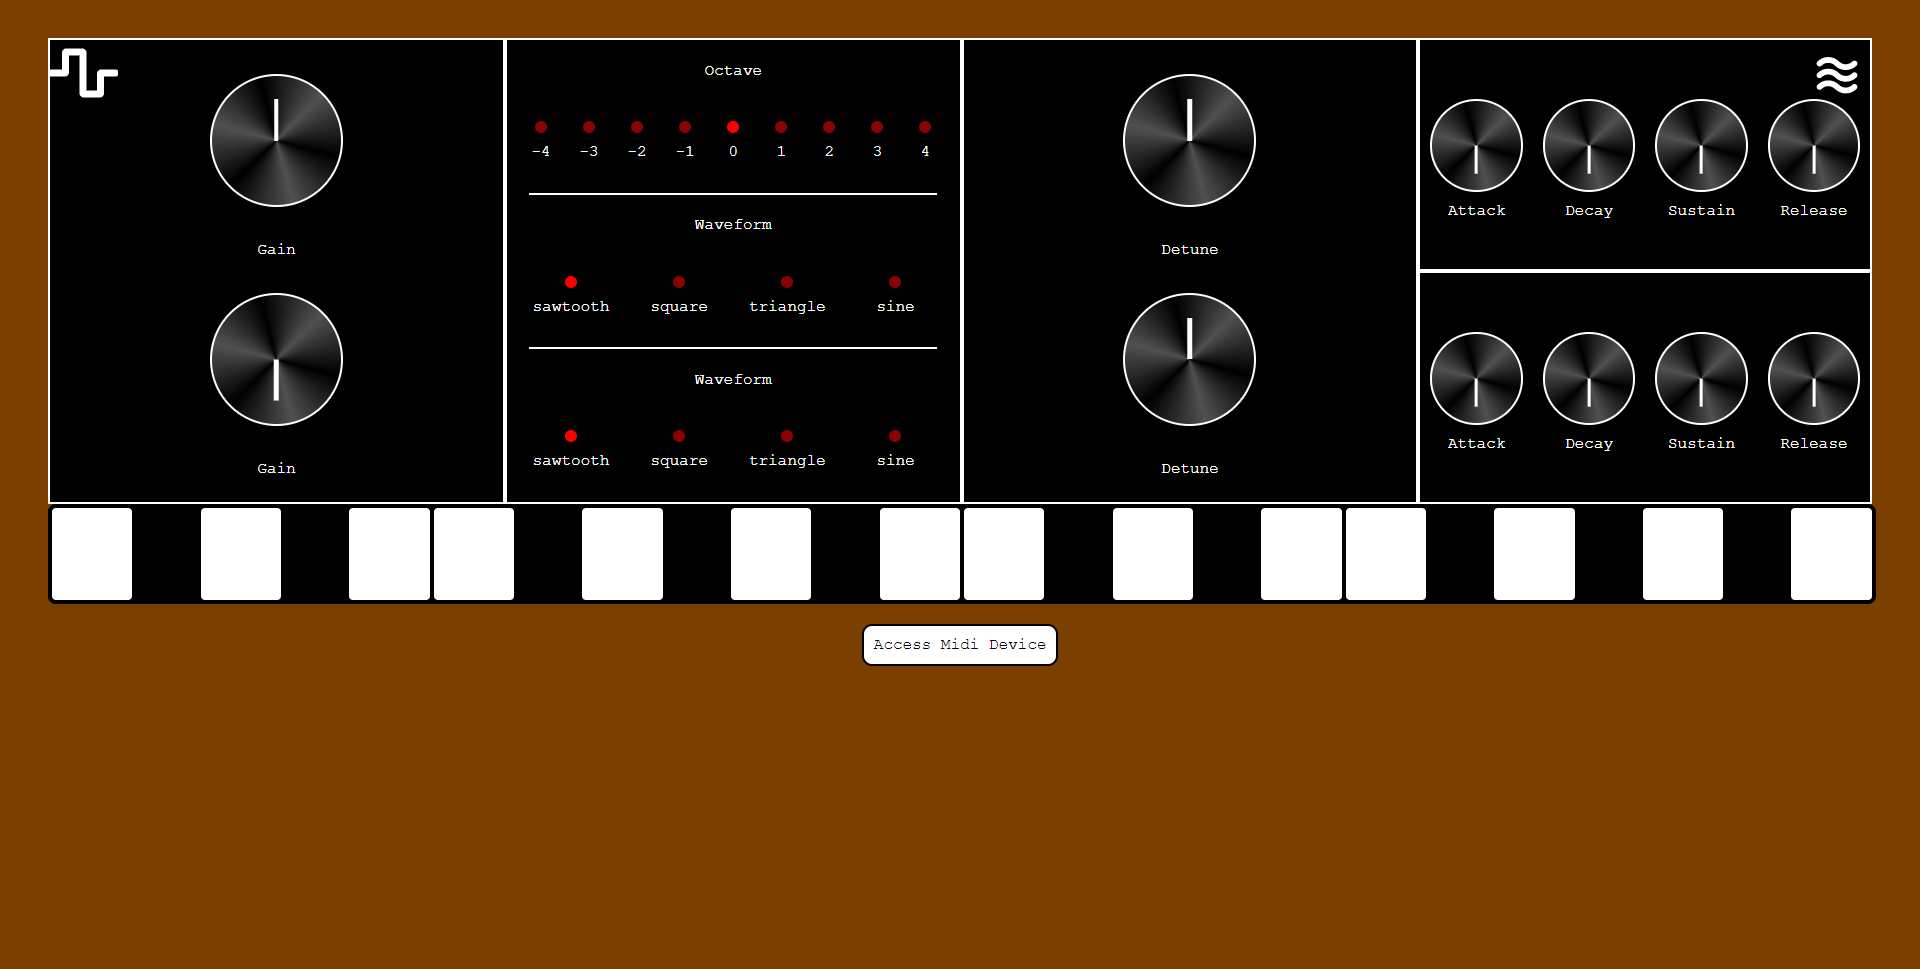 Gain
Gain
Octave
-4 -3 -2 -1 0 1 2 3 4
Waveform
sawtooth square triangle sine
Waveform
sawtooth square triangle sine
Detune
Detune
Attack Decay Sustain Release
Attack Decay Sustain Release
Access Midi Device